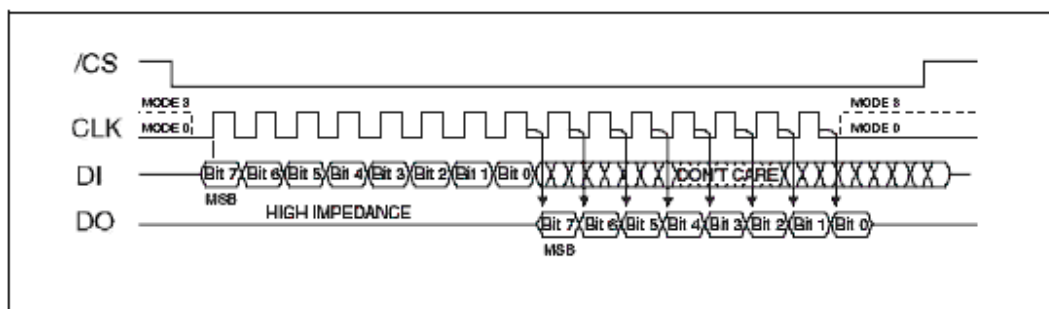 /CS
MODE 3 MODE 3
CLK MODE 0 MODE 0
DI Bit 7 Bit 6 Bit 5 Bit 4 Bit 3 Bit 2 Bit 1 Bit 0 DON'T CARE
MSB HIGH IMPEDANCE
DO Bit 7 Bit 6 Bit 5 Bit 4 Bit 3 Bit 2 Bit 1 Bit 0
MSB